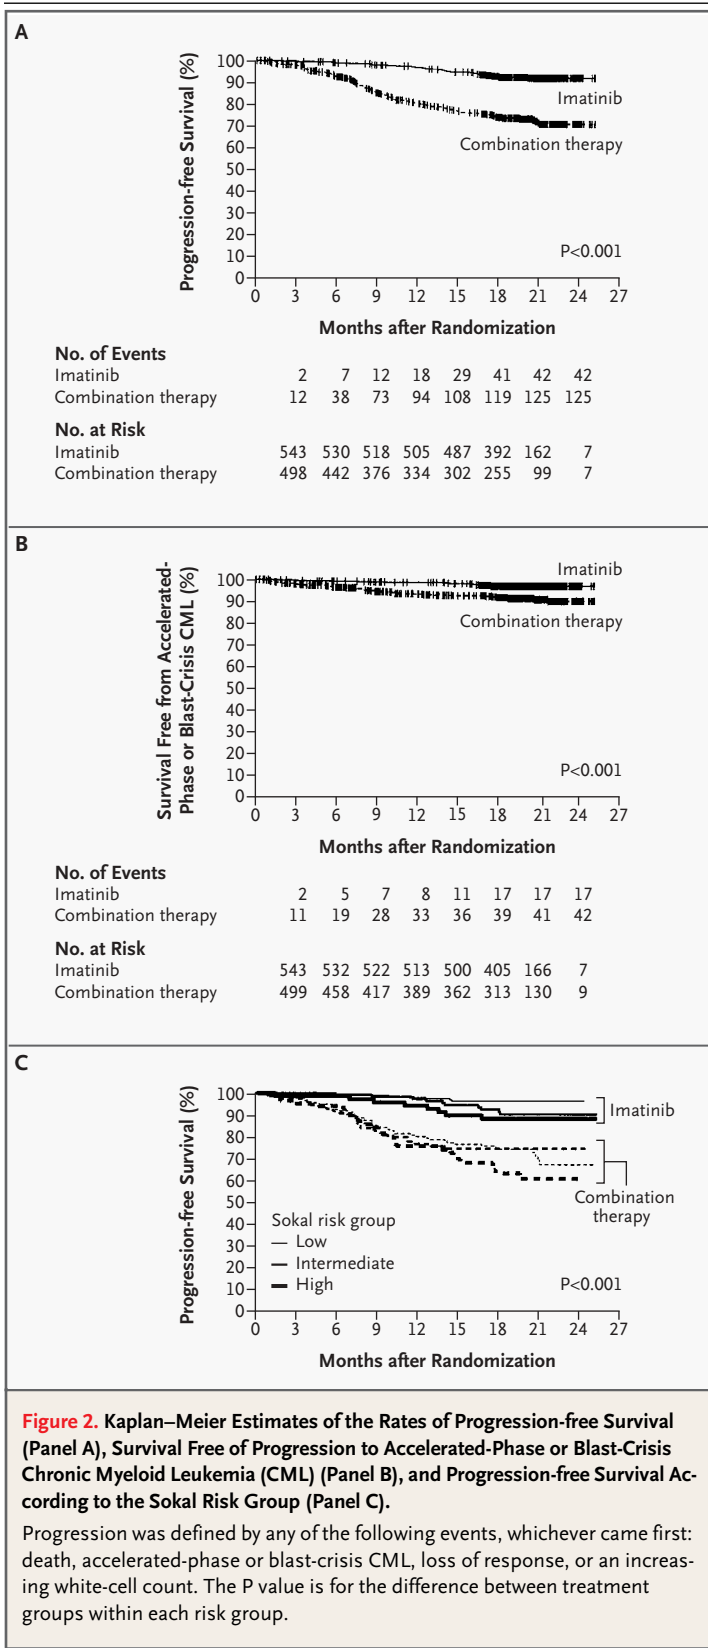 A
Progression-free Survival (%)
100
90
80
70
60
50
40
30
20
10
0
Imatinib
Combination therapy
P<0.001
0 3 6 9 12 15 18 21 24 27
Months after Randomization
No. of Events
Imatinib 2 7 12 18 29 41 42 42
Combination therapy 12 38 73 94 108 119 125 125
No. at Risk
Imatinib 543 530 518 505 487 392 162 7
Combination therapy 498 442 376 334 302 255 99 7
B
Survival Free from Accelerated-
Phase or Blast-Crisis CML (%)
100
90
80
70
60
50
40
30
20
10
0
Imatinib
Combination therapy
P<0.001
0 3 6 9 12 15 18 21 24 27
Months after Randomization
No. of Events
Imatinib 2 5 7 8 11 17 17 17
Combination therapy 11 19 28 33 36 39 41 42
No. at Risk
Imatinib 543 532 522 513 500 405 166 7
Combination therapy 499 458 417 389 362 313 130 9
C
Progression-free Survival (%)
100
90
80
70
60
50
40
30
20
10
0
Imatinib
Combination
therapy
Sokal risk group
Low
Intermediate
High
P<0.001
0 3 6 9 12 15 18 21 24 27
Months after Randomization
Figure 2. Kaplan–Meier Estimates of the Rates of Progression-free Survival
(Panel A), Survival Free of Progression to Accelerated-Phase or Blast-Crisis
Chronic Myeloid Leukemia (CML) (Panel B), and Progression-free Survival Ac-
cording to the Sokal Risk Group (Panel C).
Progression was defined by any of the following events, whichever came first:
death, accelerated-phase or blast-crisis CML, loss of response, or an increas-
ing white-cell count. The P value is for the difference between treatment
groups within each risk group.